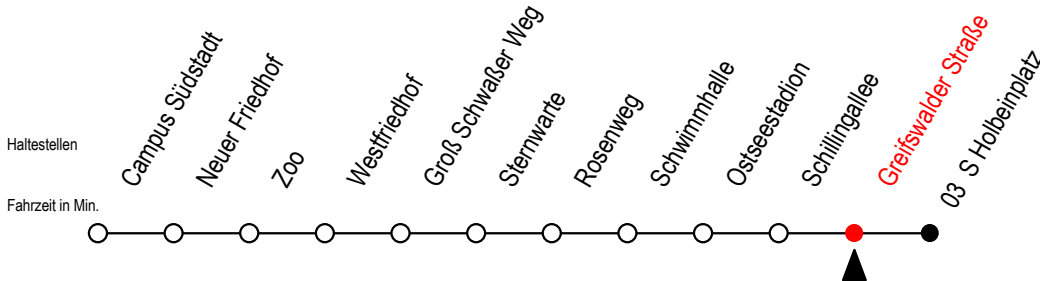 Haltestellen
Fahrzeit in Min.
Campus Südstadt
Neuer Friedhof
Zoo
Westfriedhof
Groß Schwaßer Weg
Sternwarte
Rosenweg
Schwimmhalle
Ostseestadion
Schillingallee
Greifswalder Straße
03 S Holbeinplatz